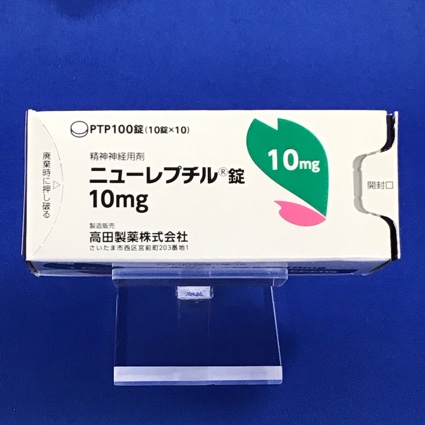 PTP100錠(10錠×10)
精神神経用剤
ニューレプチル®錠
10mg
製造販売
高田製薬株式会社
さいたま市西区宮前町203番地1
10mg
開封口
廃棄時に押し破る